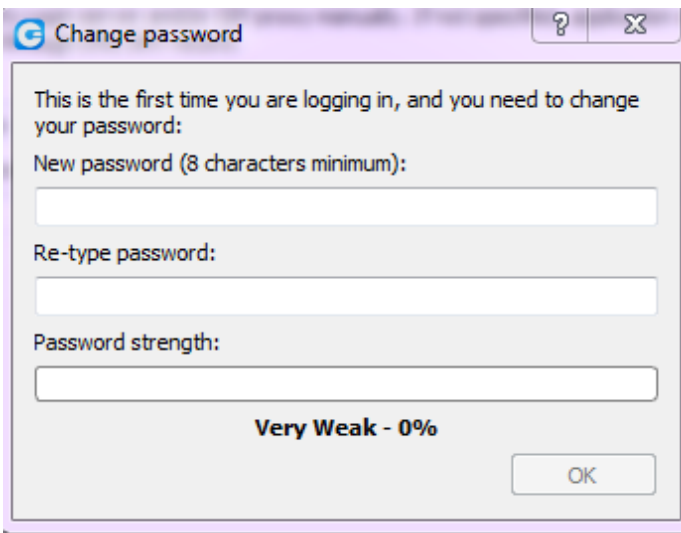 Change password
This is the first time you are logging in, and you need to change
your password:
New password (8 characters minimum):
Re-type password:
Password strength:
Very Weak - 0%
OK